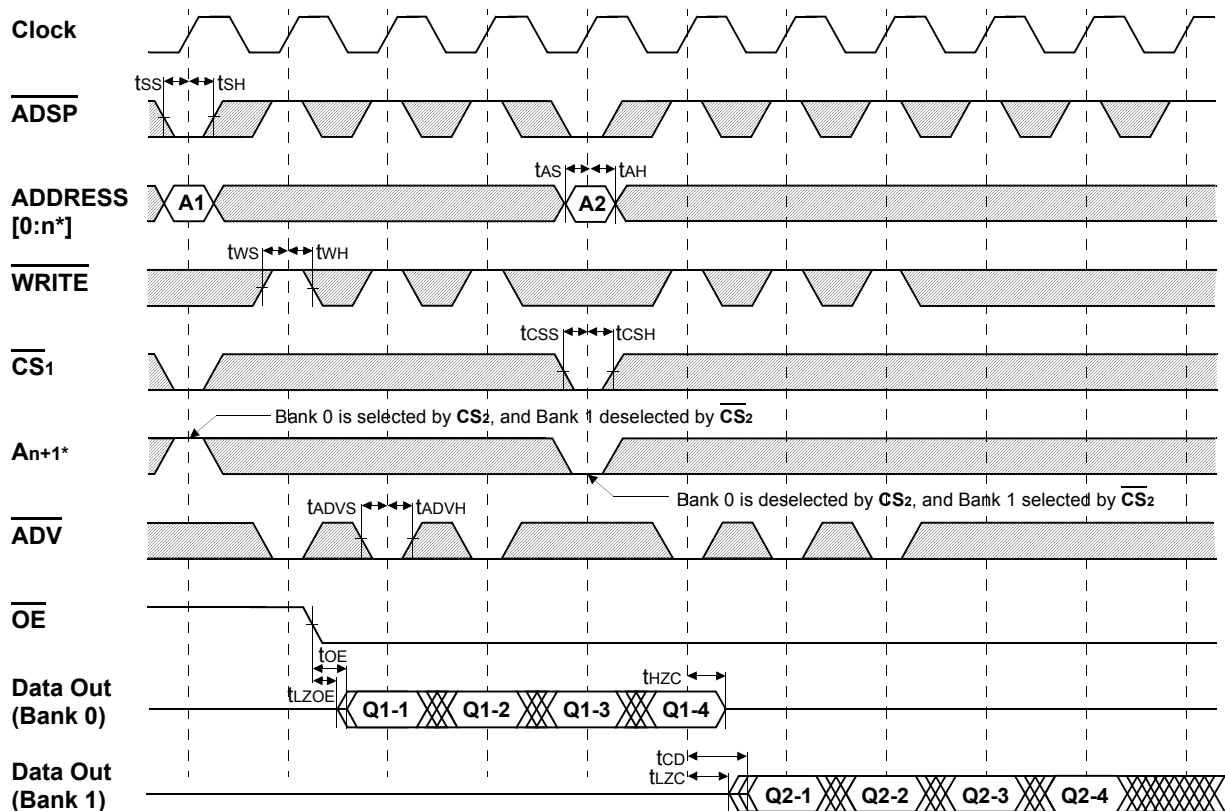 Clock
tSS tSH
ADSP
tAS tAH
ADDRESS
[0:n*]
A1 A2
tWS tWH
WRITE
tCSS tCSH
CS1
Bank 0 is selected by CS2, and Bank 1 deselected by CS2
An+1*
Bank 0 is deselected by CS2, and Bank 1 selected by CS2
tADVS tADVH
ADV
OE
tOE
Data Out
(Bank 0)
tLZOE
tHZC
Q1-1 Q1-2 Q1-3 Q1-4
tCD
tLZC
Data Out
(Bank 1)
Q2-1 Q2-2 Q2-3 Q2-4